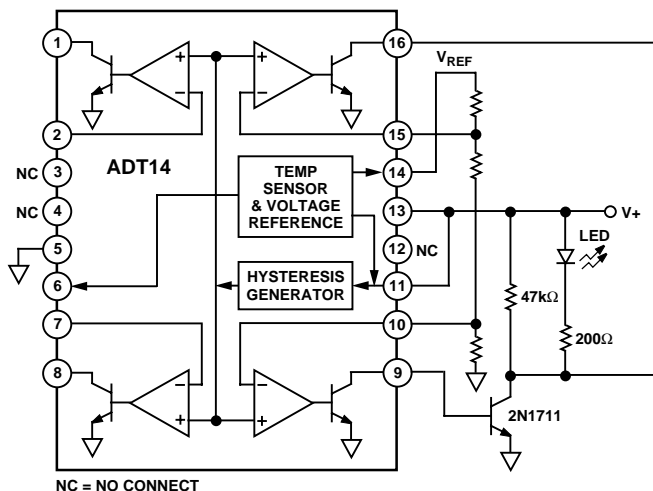 1
16
VREF
+
+
−
−
2
15
ADT14
NC
3
TEMP
SENSOR
& VOLTAGE
REFERENCE
14
NC
4
13
V+
LED
12
NC
5
6
HYSTERESIS
GENERATOR
11
47kΩ
7
10
200Ω
8
−
−
9
+
+
2N1711
NC = NO CONNECT